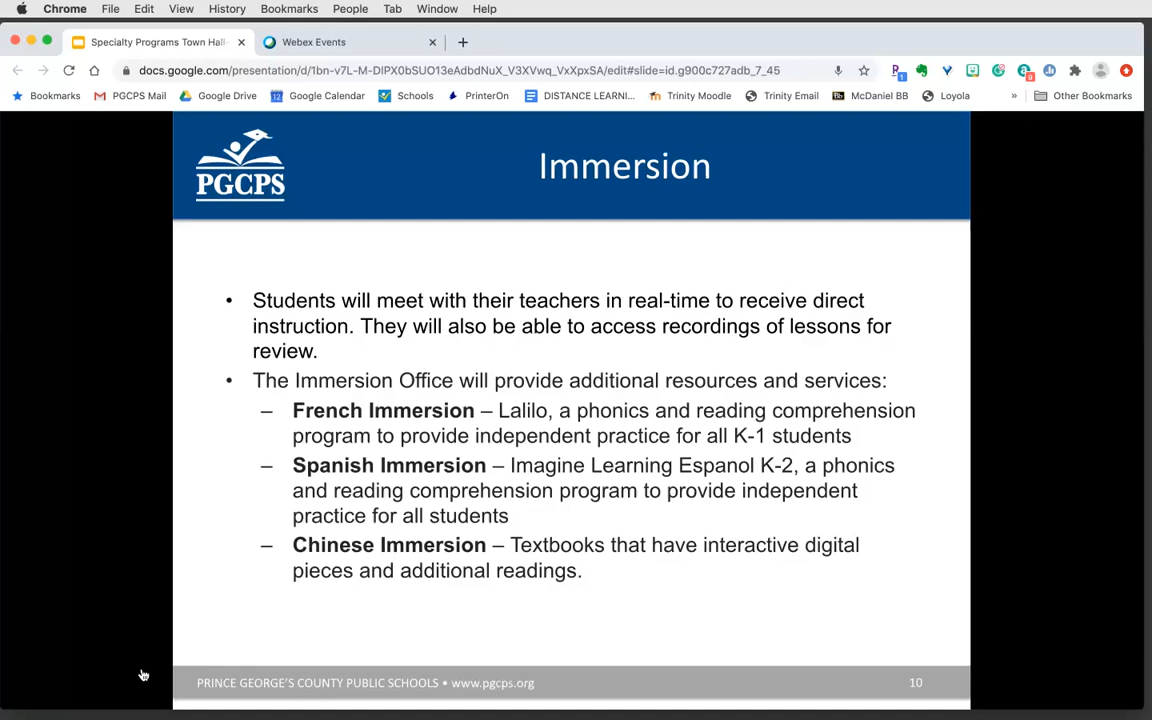 Chrome File Edit View History Bookmarks People Tab Window Help
Specialty Programs Town Hall- Webex Events
docs.google.com/presentation/d/1bn-v7L-M-DIPX0bSUO13eAdbdNuX_V3XVwq_VxXpxSA/edit#slide=id.g900c727adb_7_45
Bookmarks PGCPS Mail Google Drive Google Calendar Schools PrinterOn DISTANCE LEARNI... Trinity Moodle Trinity Email McDaniel BB Loyola » Other Bookmarks
PGCPS
Immersion
• Students will meet with their teachers in real-time to receive direct
instruction. They will also be able to access recordings of lessons for
review.
• The Immersion Office will provide additional resources and services:
– French Immersion – Lalilo, a phonics and reading comprehension
program to provide independent practice for all K-1 students
– Spanish Immersion – Imagine Learning Espanol K-2, a phonics
and reading comprehension program to provide independent
practice for all students
– Chinese Immersion – Textbooks that have interactive digital
pieces and additional readings.
PRINCE GEORGE'S COUNTY PUBLIC SCHOOLS • www.pgcps.org 10